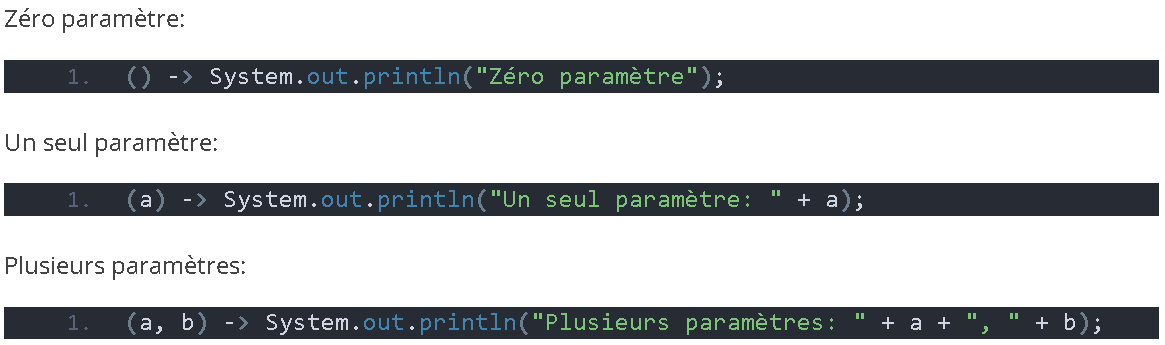 Zéro paramètre:
1. () -> System.out.println("Zéro paramètre");
Un seul paramètre:
1. (a) -> System.out.println("Un seul paramètre: " + a);
Plusieurs paramètres:
1. (a, b) -> System.out.println("Plusieurs paramètres: " + a + ", " + b);